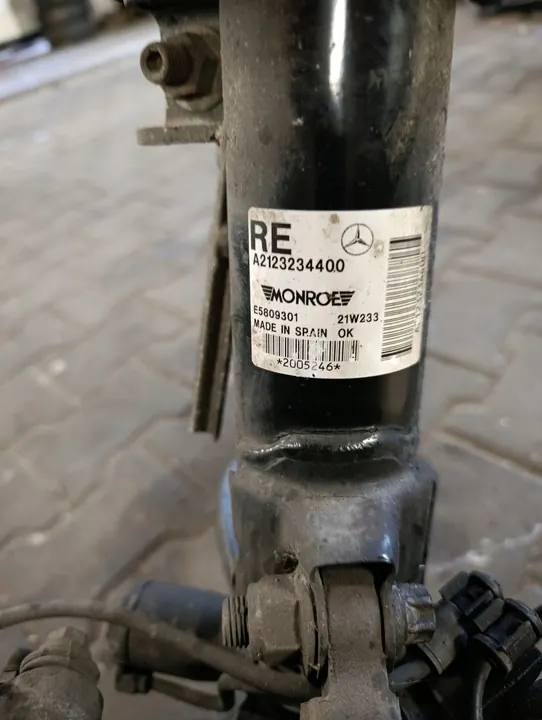 RE
A2123234400
MONROE
E5809301 21W233
MADE IN SPAIN OK
*2005246*